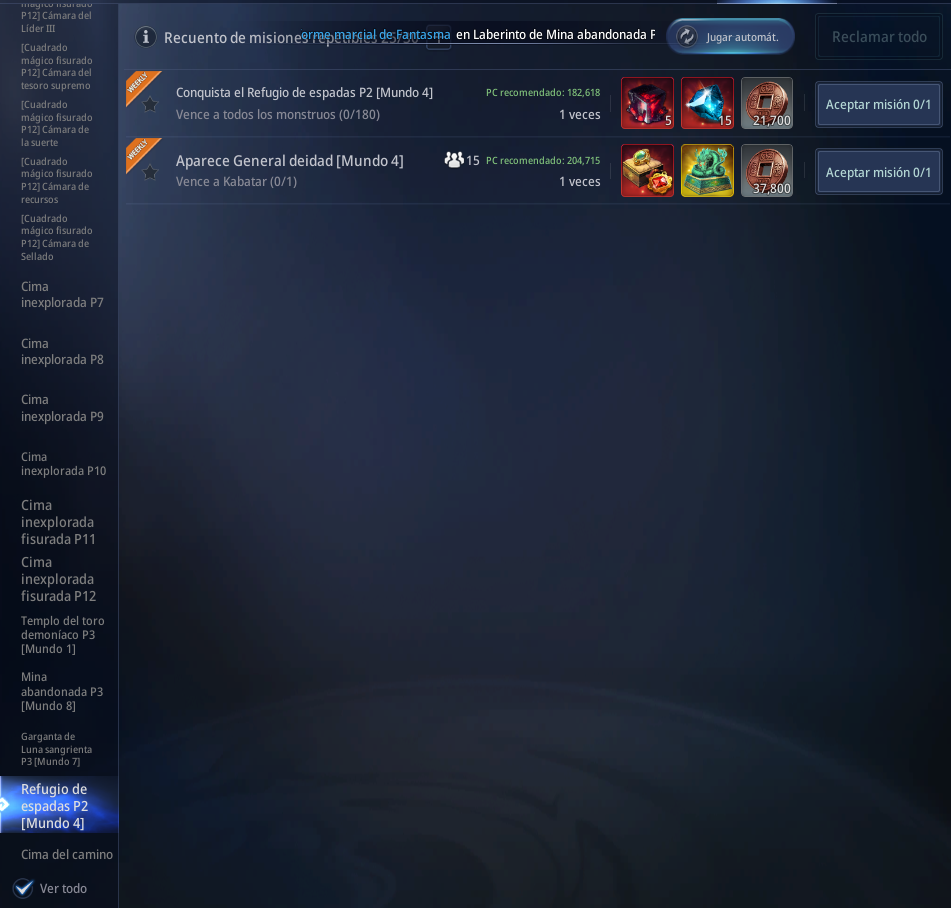 P12] Cámara del
Líder III
[Cuadrado
mágico fisurado
P12] Cámara del
tesoro supremo
[Cuadrado
mágico fisurado
P12] Cámara de
la suerte
[Cuadrado
mágico fisurado
P12] Cámara de
recursos
[Cuadrado
mágico fisurado
P12] Cámara de
Sellado
Cima
inexplorada P7
Cima
inexplorada P8
Cima
inexplorada P9
Cima
inexplorada P10
Cima
inexplorada
fisurada P11
Cima
inexplorada
fisurada P12
Templo del toro
demoníaco P3
[Mundo 1]
Mina
abandonada P3
[Mundo 8]
Garganta de
Luna sangrienta
P3 [Mundo 7]
Refugio de
espadas P2
[Mundo 4]
Cima del camino
Ver todo
Recuento de misiones repetibles
orme marcial de Fantasma en Laberinto de Mina abandonada P
Jugar automát.
Reclamar todo
WEEKLY
Conquista el Refugio de espadas P2 [Mundo 4]
PC recomendado: 182,618
Vence a todos los monstruos (0/180)
1 veces
5
15
21,700
Aceptar misión 0/1
WEEKLY
Aparece General deidad [Mundo 4]
15
PC recomendado: 204,715
Vence a Kabatar (0/1)
1 veces
37,800
Aceptar misión 0/1